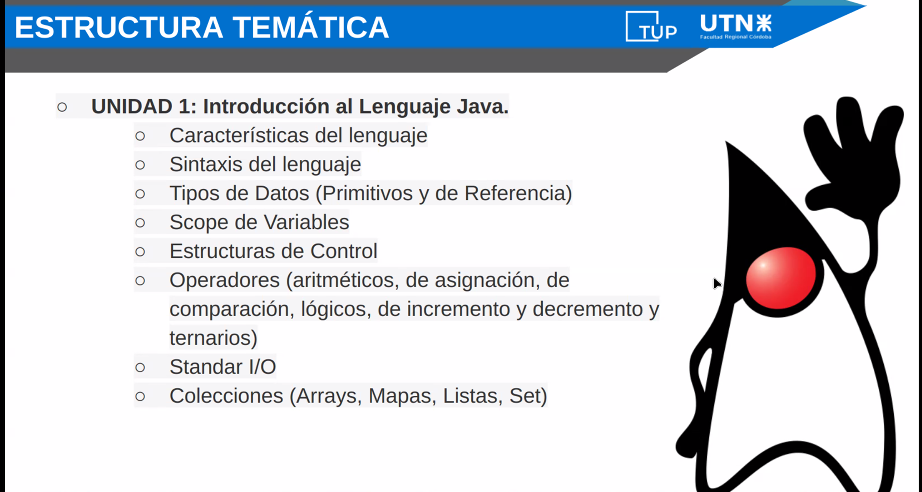 ESTRUCTURA TEMÁTICA
TUP
UTN
Facultad Regional Córdoba
○ UNIDAD 1: Introducción al Lenguaje Java.
○ Características del lenguaje
○ Sintaxis del lenguaje
○ Tipos de Datos (Primitivos y de Referencia)
○ Scope de Variables
○ Estructuras de Control
○ Operadores (aritméticos, de asignación, de
comparación, lógicos, de incremento y decremento y
ternarios)
○ Standar I/O
○ Colecciones (Arrays, Mapas, Listas, Set)